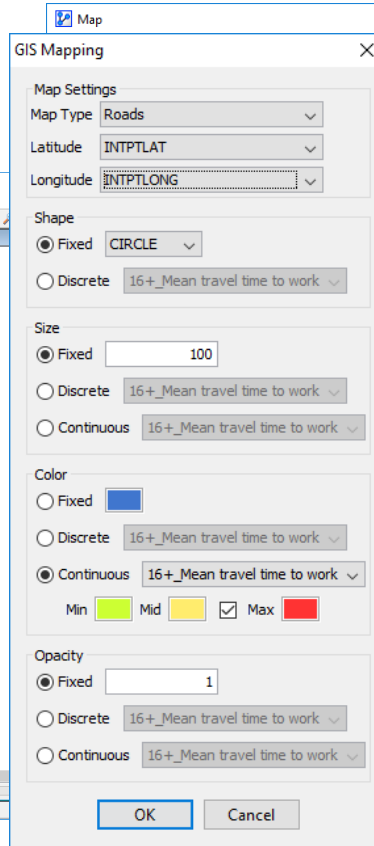 Map
GIS Mapping
Map Settings
Map Type Roads
Latitude INTPTLAT
Longitude INTPTLONG
Shape
Fixed CIRCLE
Discrete 16+_Mean travel time to work
Size
Fixed 100
Discrete 16+_Mean travel time to work
Continuous 16+_Mean travel time to work
Color
Fixed
Discrete 16+_Mean travel time to work
Continuous 16+_Mean travel time to work
Min Mid Max
Opacity
Fixed 1
Discrete 16+_Mean travel time to work
Continuous 16+_Mean travel time to work
OK Cancel